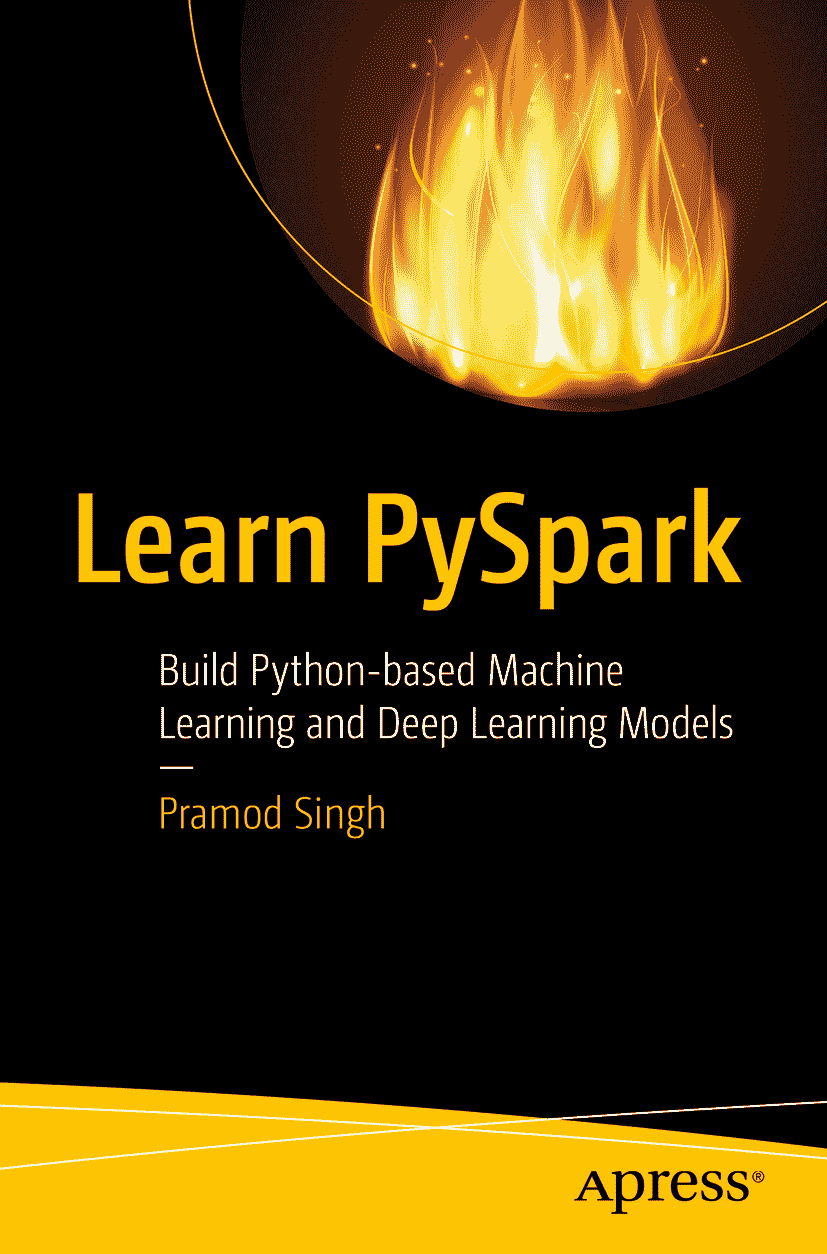 Learn PySpark
Build Python-based Machine
Learning and Deep Learning Models
—
Pramod Singh
Apress®